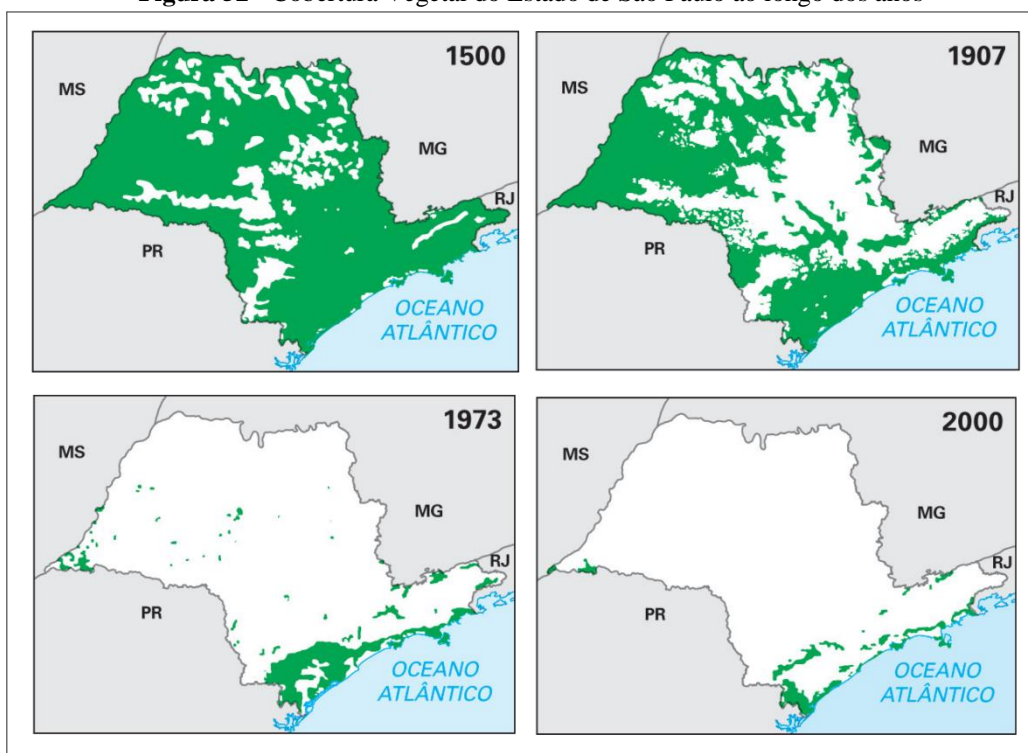 Figura 32 - Cobertura Vegetal do Estado de São Paulo ao longo dos anos
1500
MS
MG
RJ
PR
OCEANO
ATLÂNTICO
1907
MS
MG
RJ
PR
OCEANO
ATLÂNTICO
1973
MS
MG
RJ
PR
OCEANO
ATLÂNTICO
2000
MS
MG
RJ
PR
OCEANO
ATLÂNTICO